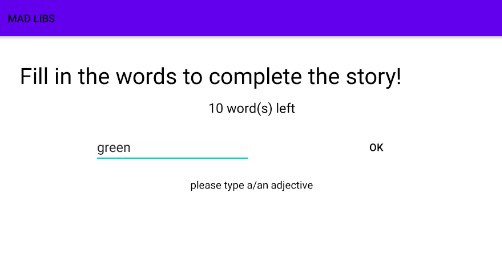 MAD LIBS
Fill in the words to complete the story!
10 word(s) left
green
OK
please type a/an adjective